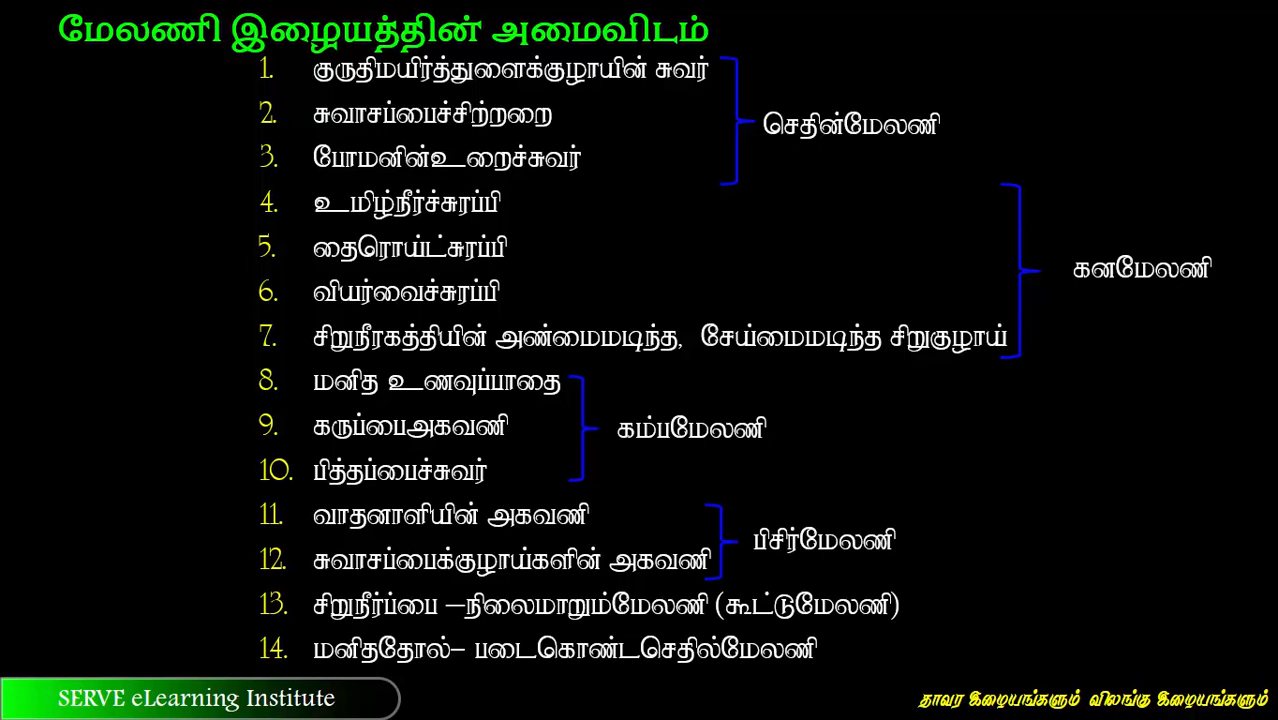 மேலணி இழையத்தின் அமைவிடம்
1. குருதிமயிர்த்துளைக்குழாயின் சுவர்
2. சுவாசப்பைச்சிற்றறை
செதின்மேலணி
3. போமனின்உறைச்சுவர்
4. உமிழ்நீர்ச்சுரப்பி
5. தைரொய்ட்சுரப்பி
கனமேலணி
6. வியர்வைச்சுரப்பி
7. சிறுநீரகத்தியின் அண்மைமடிந்த, சேய்மைமடிந்த சிறுகுழாய்
8. மனித உணவுப்பாதை
9. கருப்பைஅகவணி
கம்பமேலணி
10. பித்தப்பைச்சுவர்
11. வாதனாளியின் அகவணி
பிசிர்மேலணி
12. சுவாசப்பைக்குழாய்களின் அகவணி
13. சிறுநீர்ப்பை –நிலைமாறும்மேலணி (கூட்டுமேலணி)
14. மனிததோல்– படைகொண்டசெதில்மேலணி
SERVE eLearning Institute
தாவர இழையங்களும் விலங்கு இழையங்களும்